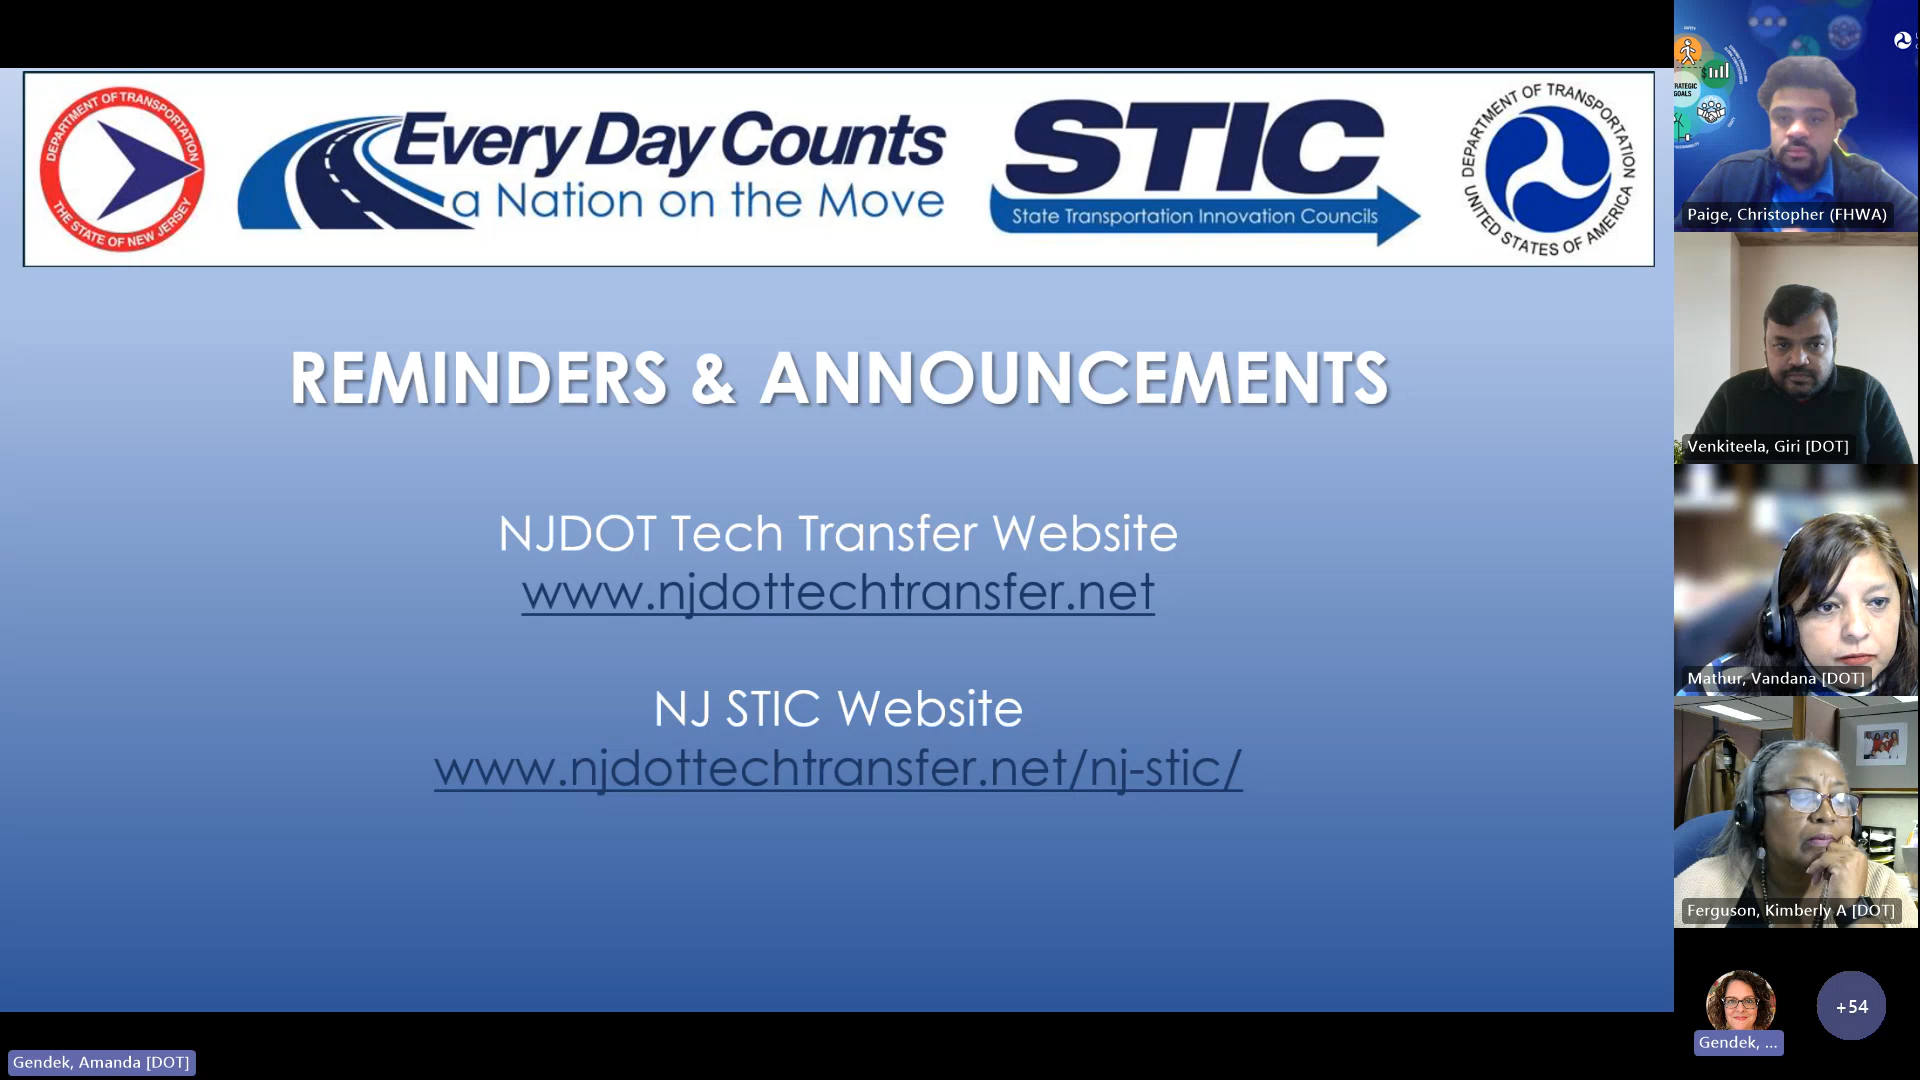 DEPARTMENT OF TRANSPORTATION
THE STATE OF NEW JERSEY
Every Day Counts
a Nation on the Move
STIC
State Transportation Innovation Councils
DEPARTMENT OF TRANSPORTATION
UNITED STATES OF AMERICA
REMINDERS & ANNOUNCEMENTS
NJDOT Tech Transfer Website
www.njdottechtransfer.net
NJ STIC Website
www.njdottechtransfer.net/nj-stic/
SAFETY
GOALS
EQUITY
Paige, Christopher (FHWA)
Venkiteela, Giri [DOT]
Mathur, Vandana [DOT]
Ferguson, Kimberly A [DOT]
Gendek, ...
+54
Gendek, Amanda [DOT]